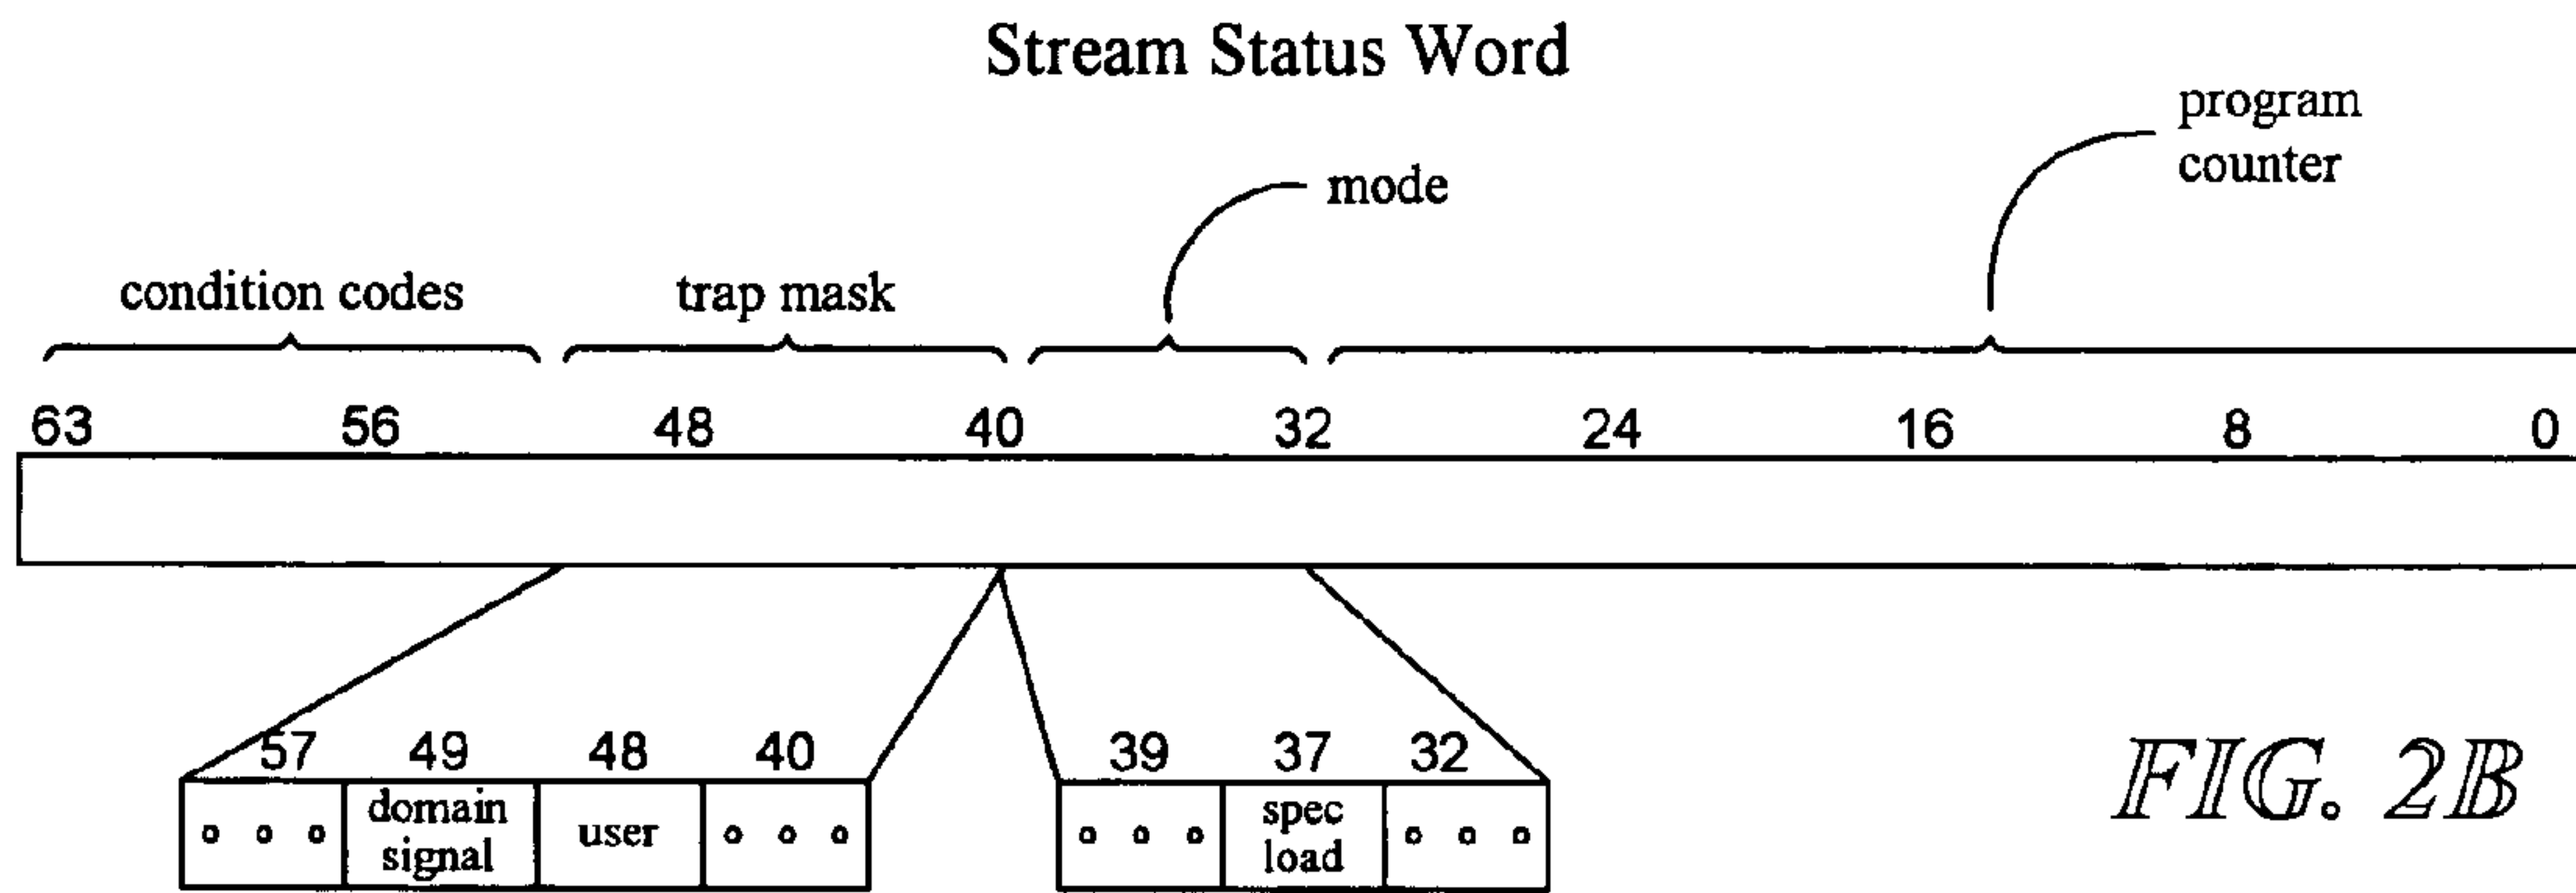 Stream Status Word
program
counter
mode
condition codes
trap mask
63 56 48 40 32 24 16 8 0
57 49 48 40
39 37 32
domain
signal
user
spec
load
FIG. 2B